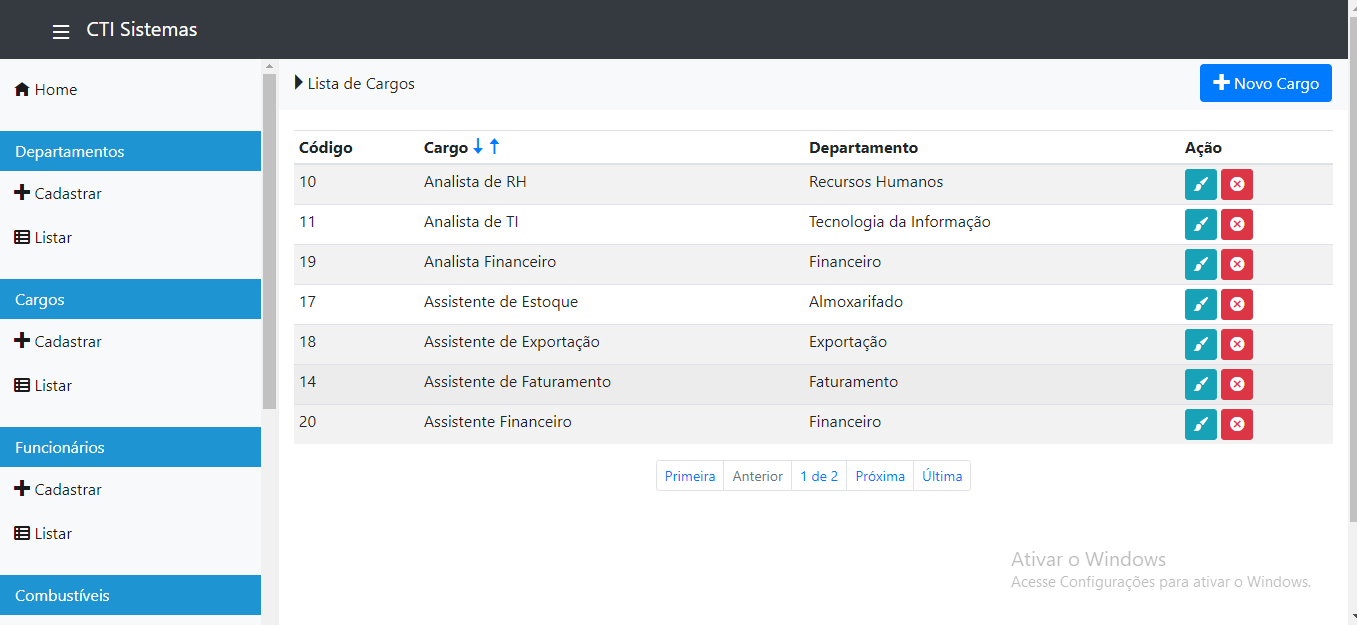 CTI Sistemas
Home
Departamentos
Cadastrar
Listar
Cargos
Cadastrar
Listar
Funcionários
Cadastrar
Listar
Combustíveis
Lista de Cargos
Novo Cargo
Código Cargo Departamento Ação
10 Analista de RH Recursos Humanos
11 Analista de TI Tecnologia da Informação
19 Analista Financeiro Financeiro
17 Assistente de Estoque Almoxarifado
18 Assistente de Exportação Exportação
14 Assistente de Faturamento Faturamento
20 Assistente Financeiro Financeiro
Primeira Anterior 1 de 2 Próxima Última
Ativar o Windows
Acesse Configurações para ativar o Windows.